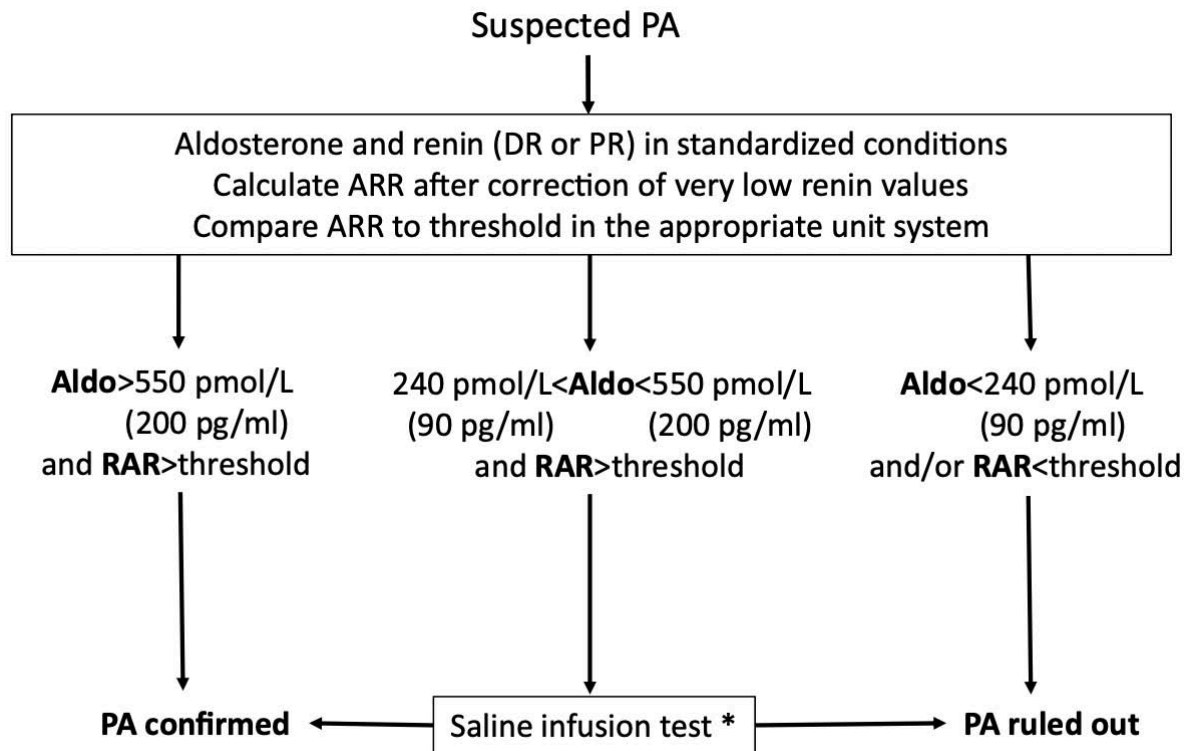 Suspected PA
Aldosterone and renin (DR or PR) in standardized conditions
Calculate ARR after correction of very low renin values
Compare ARR to threshold in the appropriate unit system
Aldo>550 pmol/L
(200 pg/ml)
and RAR>threshold
240 pmol/L<Aldo<550 pmol/L
(90 pg/ml) (200 pg/ml)
and RAR>threshold
Aldo<240 pmol/L
(90 pg/ml)
and/or RAR<threshold
PA confirmed
Saline infusion test *
PA ruled out